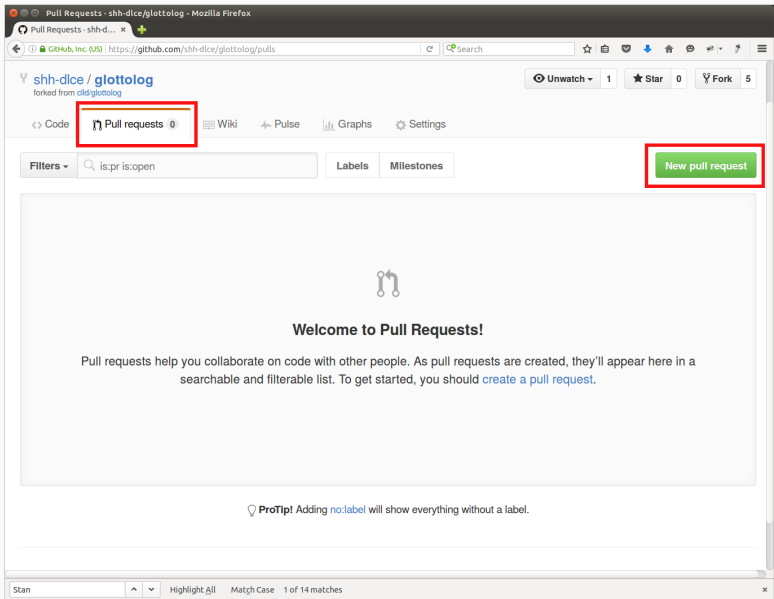 Pull Requests · shh-dlce/glottolog - Mozilla Firefox
Pull Requests · shh-d... ×
GitHub, Inc. (US) https://github.com/shh-dlce/glottolog/pulls Search
shh-dlce / glottolog Unwatch 1 Star 0 Fork 5
forked from clld/glottolog
Code Pull requests 0 Wiki Pulse Graphs Settings
Filters is:pr is:open Labels Milestones New pull request
Welcome to Pull Requests!
Pull requests help you collaborate on code with other people. As pull requests are created, they'll appear here in a
searchable and filterable list. To get started, you should create a pull request.
ProTip! Adding no:label will show everything without a label.
Stan Highlight All Match Case 1 of 14 matches ×